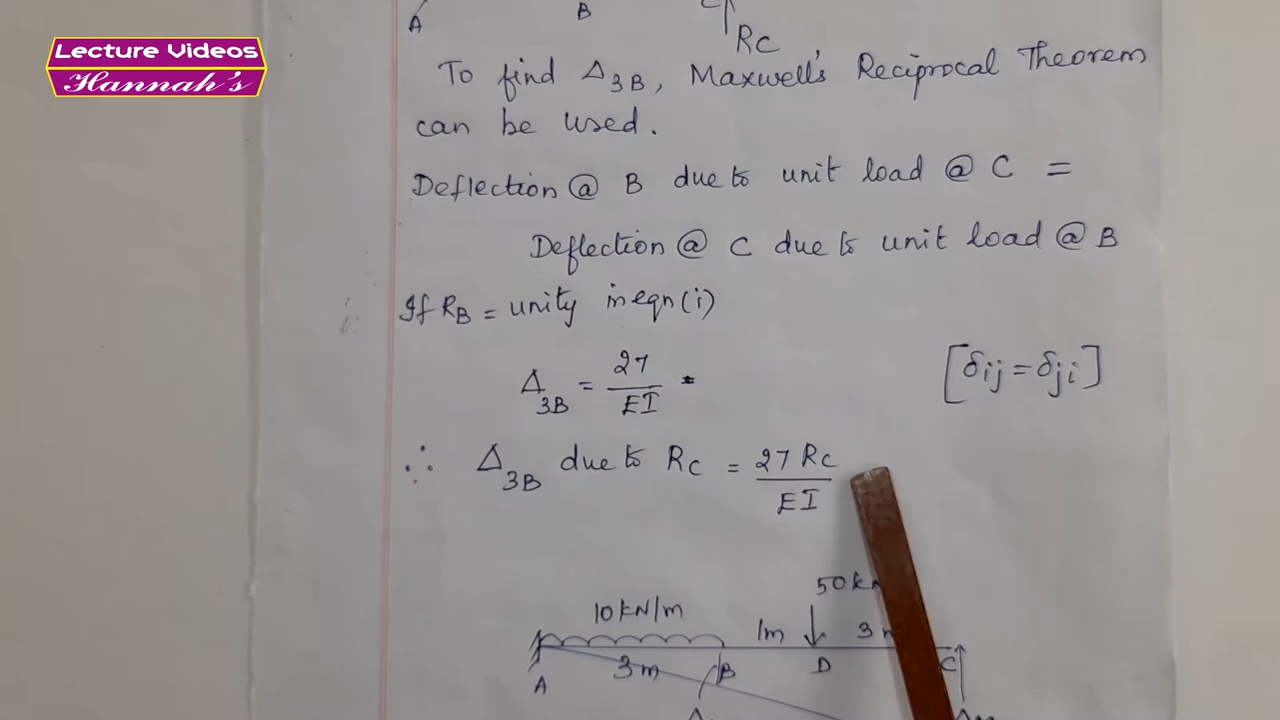 Lecture Videos
Hannah's
A B
RC
To find Δ3B, Maxwell's Reciprocal Theorem
can be used.
Deflection @ B due to unit load @ C =
Deflection @ C due to unit load @ B
If RB = unity in eqn (i)
Δ3B = 27/EI
[δij = δji]
∴ Δ3B due to RC = 27 RC/EI
50k
10 kN/m
1m
3
3m
A B D C